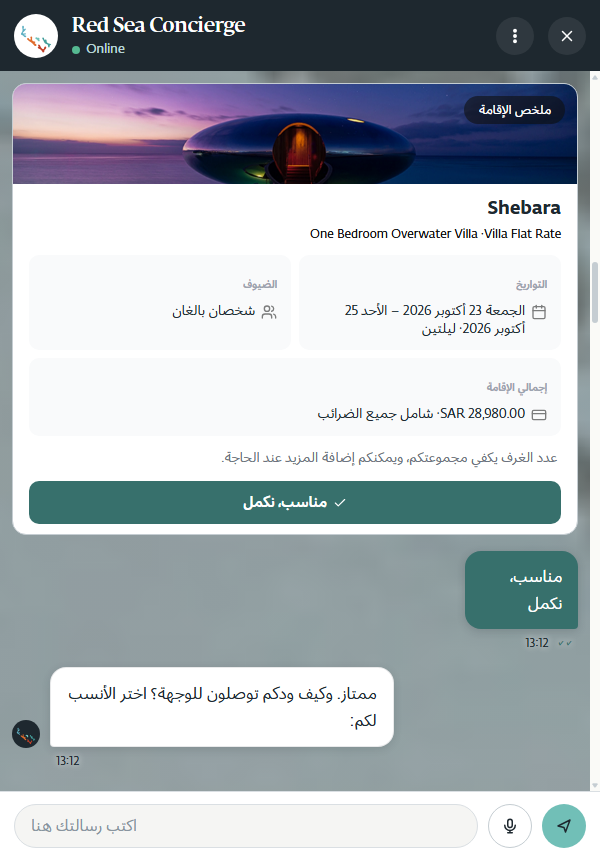 Red Sea Concierge
Online
ملخص الإقامة
Shebara
One Bedroom Overwater Villa ·Villa Flat Rate
التواريخ
الجمعة 23 أكتوبر 2026 – الأحد 25
أكتوبر 2026· ليلتين
الضيوف
شخصان بالغان
إجمالي الإقامة
SAR 28,980.00· شامل جميع الضرائب
عدد الغرف يكفي مجموعتكم، ويمكنكم إضافة المزيد عند الحاجة.
مناسب، نكمل
مناسب،
نكمل
13:12
ممتاز. وكيف ودكم توصلون للوجهة؟ اختر الأنسب
لكم:
13:12
اكتب رسالتك هنا